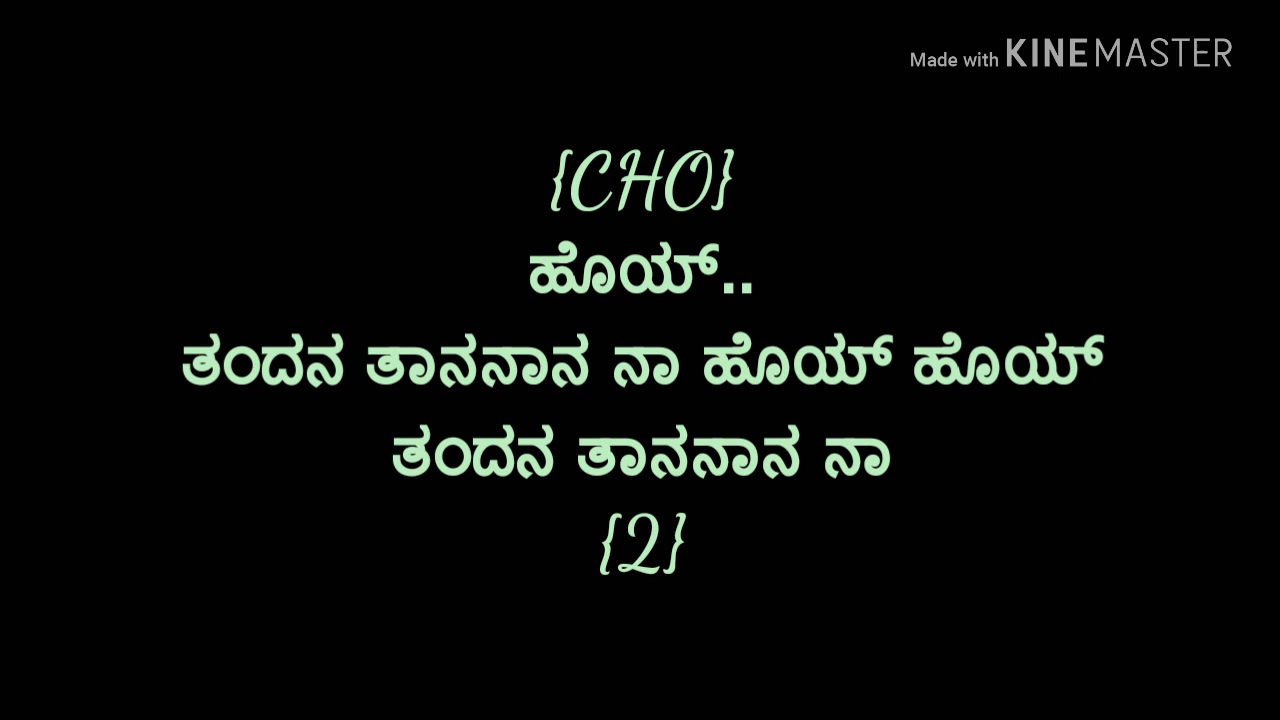 Made with KINEMASTER
{CHO}
ಹೊಯ್..
ತಂದನ ತಾನನಾನ ನಾ ಹೊಯ್ ಹೊಯ್
ತಂದನ ತಾನನಾನ ನಾ
{2}